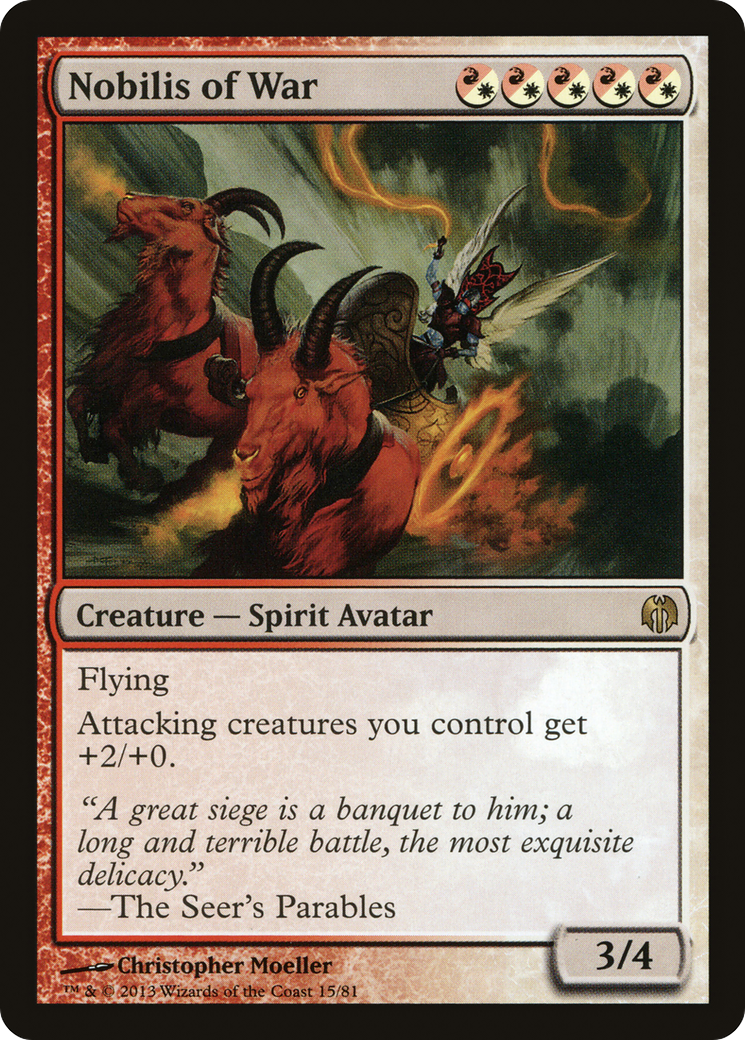 Nobilis of War
Creature — Spirit Avatar
Flying
Attacking creatures you control get
+2/+0.
“A great siege is a banquet to him; a
long and terrible battle, the most exquisite
delicacy.”
—The Seer’s Parables
3/4
Christopher Moeller
™ & © 2013 Wizards of the Coast 15/81